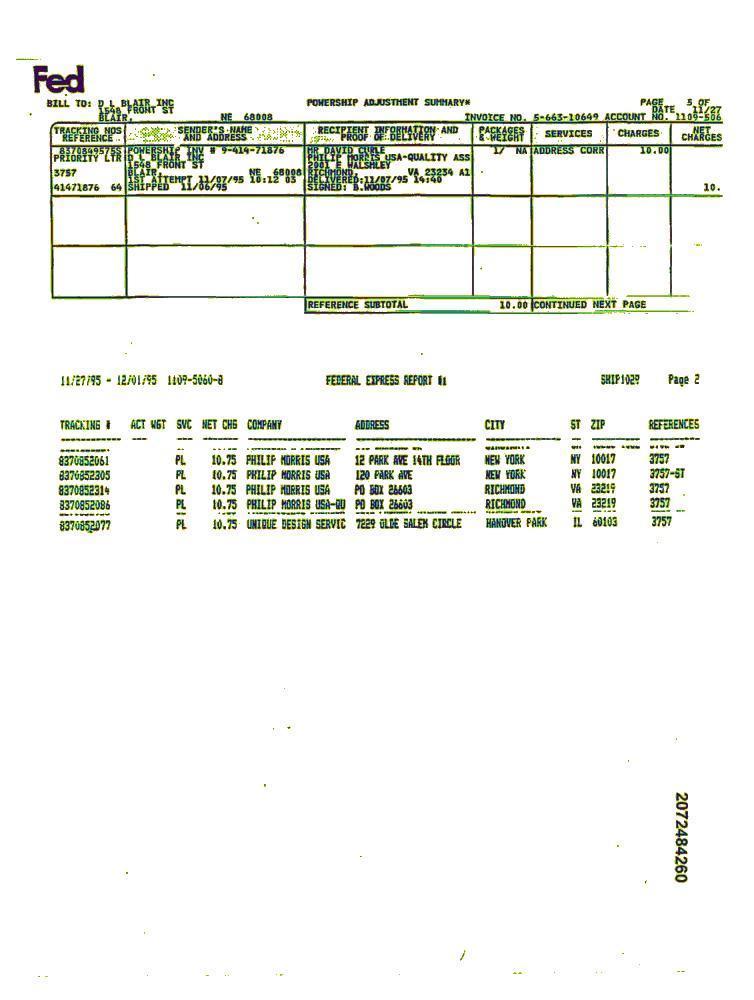 Fed
BILL TO: D L BLAIR INC POWERSHIP ADJUSTMENT SUMMARY* PAGE 5 OF
1548 FRONT ST DATE 11/27
BLAIR, NE 68008 INVOICE NO. 5-663-10649 ACCOUNT NO. 1109-506
TRACKING NOS SENDER'S NAME RECIPIENT INFORMATION AND PACKAGES SERVICES CHARGES NET
REFERENCE AND ADDRESS PROOF OF DELIVERY & WEIGHT CHARGES
8370849575S POWERSHIP INV # 9-414-71876 MR DAVID CURLE 1/ NA ADDRESS CORR 10.00
PRIORITY LTR D L BLAIR INC PHILIP MORRIS USA-QUALITY ASS
1548 FRONT ST 2001 E WALSMLEY
3757 BLAIR, NE 68008 RICHMOND, VA 23234 A1
1ST ATTEMPT 11/07/95 10:12 03 DELIVERED:11/07/95 14:40
41471876 64 SHIPPED 11/06/95 SIGNED: B.WOODS 10.
REFERENCE SUBTOTAL 10.00 CONTINUED NEXT PAGE
11/27/95 - 12/01/95 1109-5060-8 FEDERAL EXPRESS REPORT #1 SHIP1029 Page 2
TRACKING # ACT WGT SVC NET CHG COMPANY ADDRESS CITY ST ZIP REFERENCES
8370852061 PL 10.75 PHILIP MORRIS USA 12 PARK AVE 14TH FLOOR NEW YORK NY 10017 3757
8370852305 PL 10.75 PHILIP MORRIS USA 120 PARK AVE NEW YORK NY 10017 3757-ST
8370852314 PL 10.75 PHILIP MORRIS USA PO BOX 26603 RICHMOND VA 23219 3757
8370852086 PL 10.75 PHILIP MORRIS USA-QU PO BOX 26603 RICHMOND VA 23219 3757
8370852077 PL 10.75 UNIQUE DESIGN SERVIC 7229 OLDE SALEM CIRCLE HANOVER PARK IL 60103 3757
2072484260